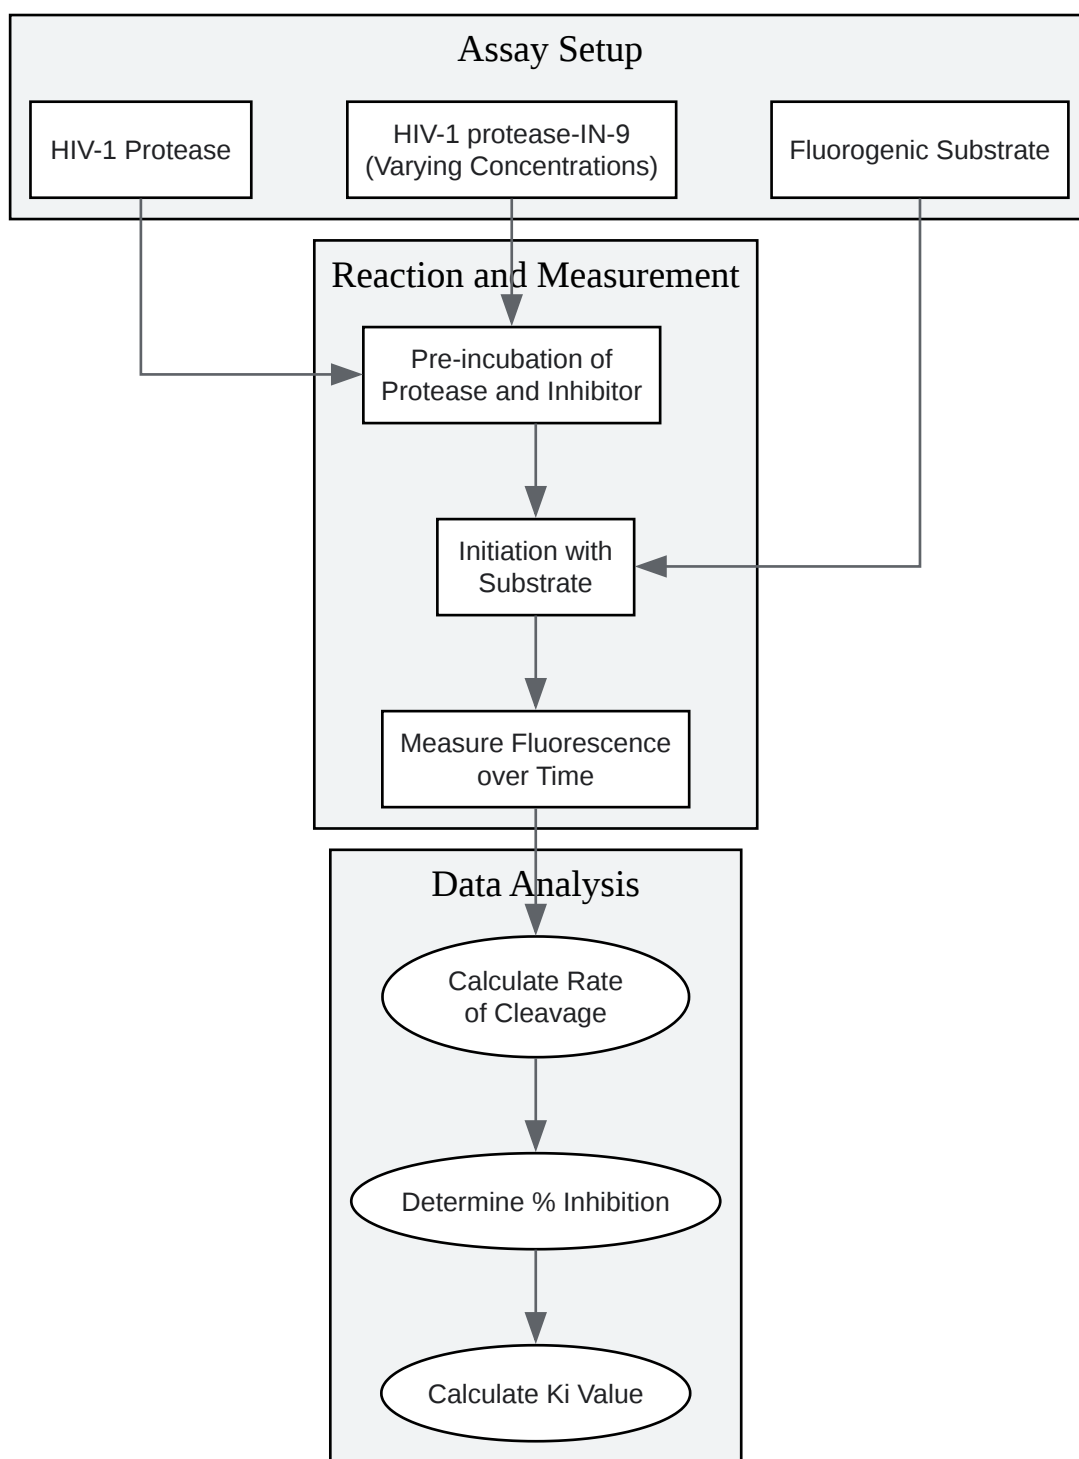 Assay Setup
HIV-1 Protease
HIV-1 protease-IN-9
(Varying Concentrations)
Fluorogenic Substrate
Reaction and Measurement
Pre-incubation of
Protease and Inhibitor
Initiation with
Substrate
Measure Fluorescence
over Time
Data Analysis
Calculate Rate
of Cleavage
Determine % Inhibition
Calculate Ki Value